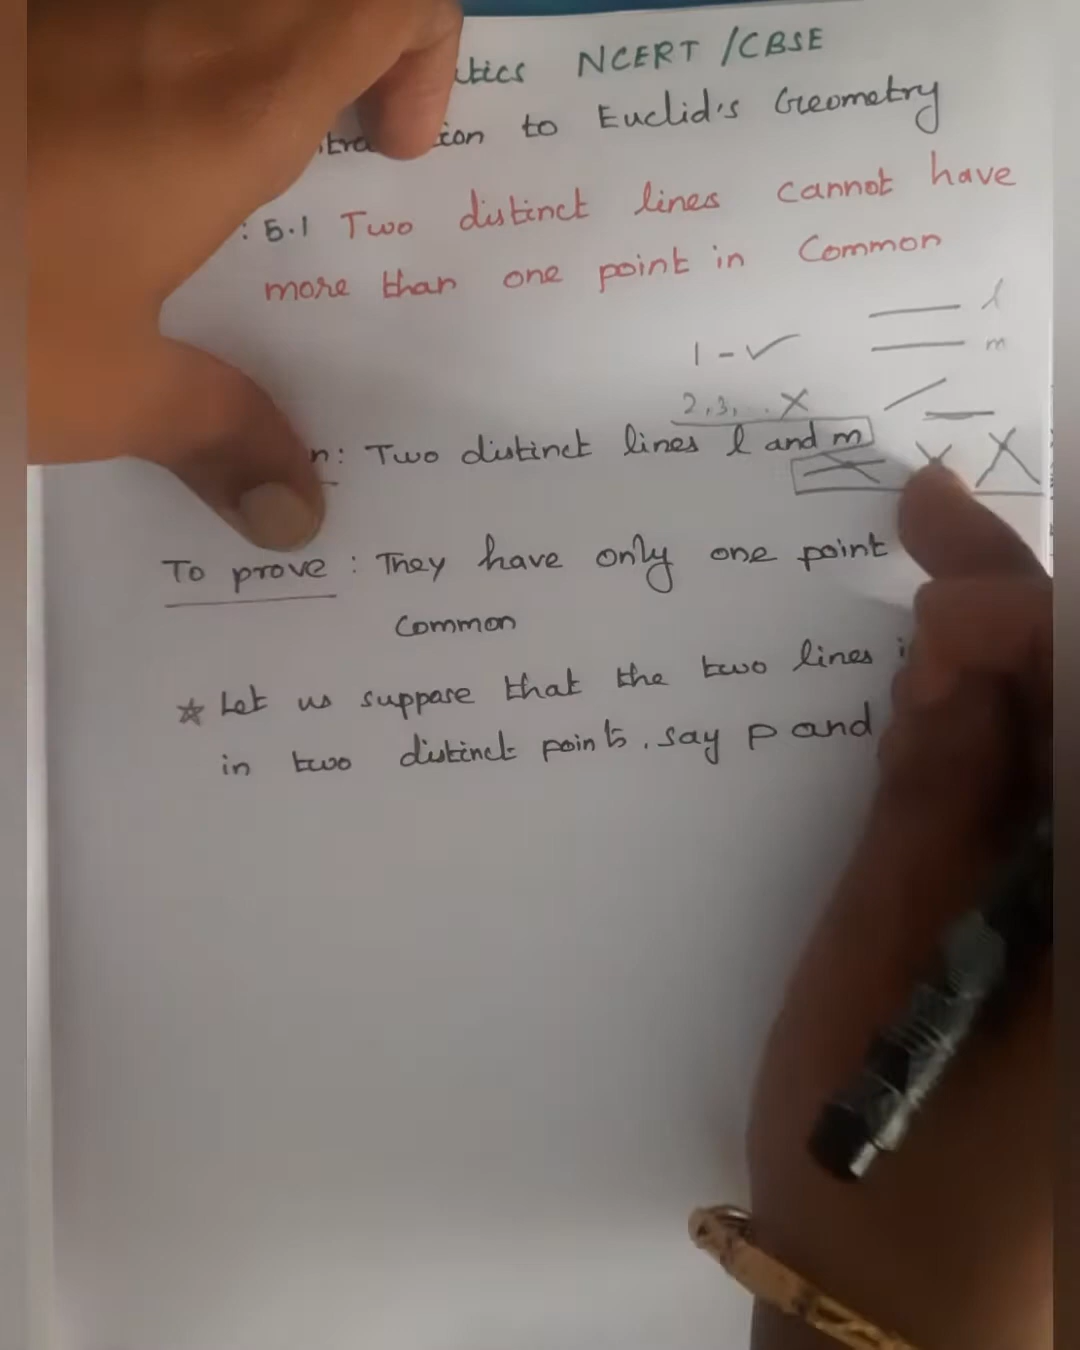 NCERT / CBSE
to Euclid's Geometry
: 5.1 Two distinct lines cannot have
more than one point in Common
l
1 - ✓
m
2,3, .. X
n: Two distinct lines l and m
To prove : They have only one point
Common
☆ Let us suppose that the two lines
in two distinct points, say p and